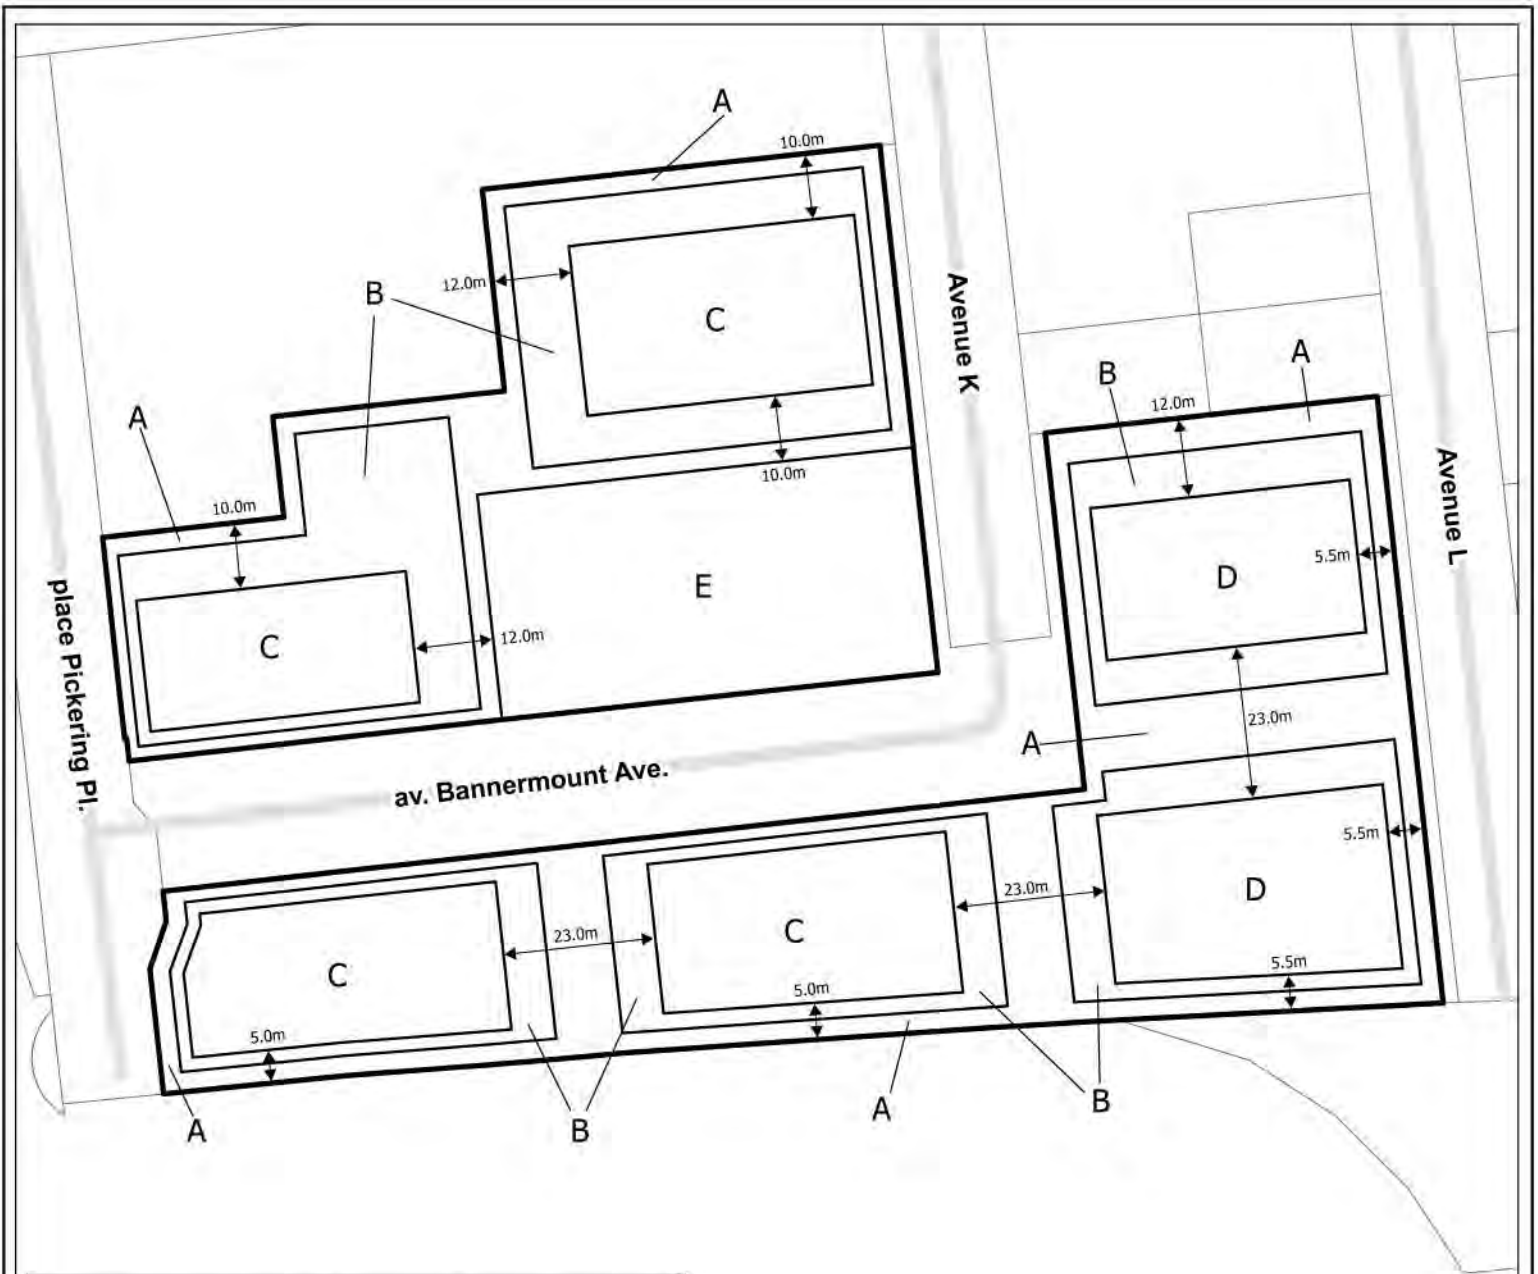 A
10.0m
B
12.0m
C
Avenue K
A
B
A
12.0m
10.0m
10.0m
Avenue L
5.5m
D
E
C
12.0m
place Pickering Pl.
23.0m
A
av. Bannermount Ave.
5.5m
23.0m
D
C
23.0m
C
5.5m
5.0m
5.0m
A
B
A
B